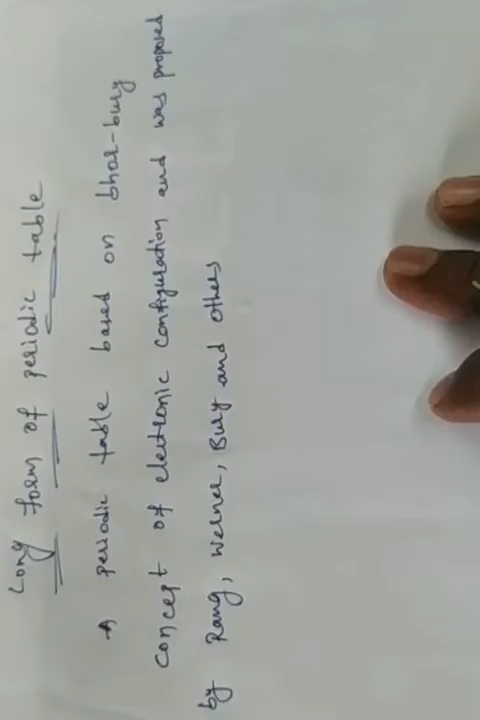 Long form of periodic table
A periodic table based on bhor-bury
concept of electronic configuration and was proposed
by Rang, Werner, Bury and others